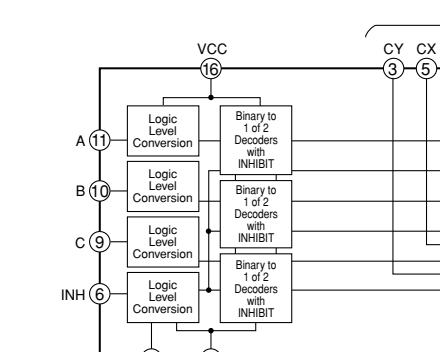 VCC
CY CX
16
3
5
Logic
Level
Conversion
Binary to
1 of 2
Decoders
with
INHIBIT
A 11
Logic
Level
Conversion
B 10
Binary to
1 of 2
Decoders
with
INHIBIT
Logic
Level
Conversion
C 9
Binary to
1 of 2
Decoders
with
INHIBIT
Logic
Level
Conversion
INH 6